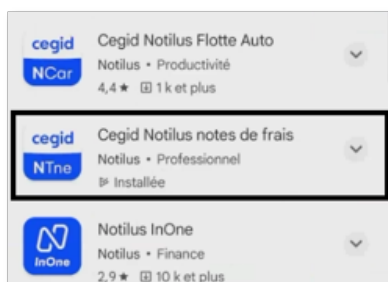 cegid
NCar
Cegid Notilus Flotte Auto
Notilus • Productivité
4,4★ 1 k et plus
cegid
NTne
Cegid Notilus notes de frais
Notilus • Professionnel
Installée
InOne
Notilus InOne
Notilus • Finance
2,9★ 10 k et plus